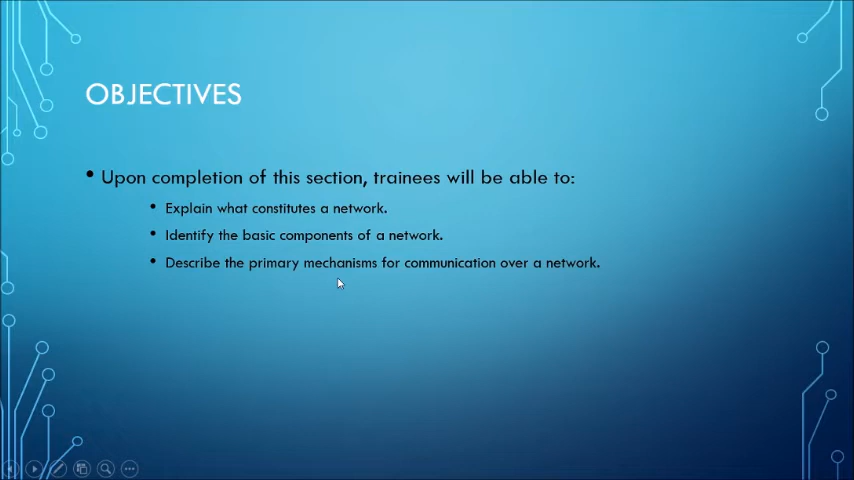 OBJECTIVES
• Upon completion of this section, trainees will be able to:
• Explain what constitutes a network.
• Identify the basic components of a network.
• Describe the primary mechanisms for communication over a network.